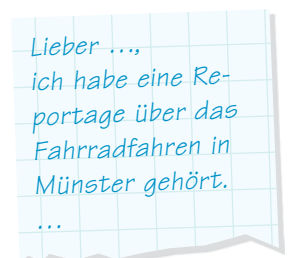 Lieber ...,
ich habe eine Re-
portage über das
Fahrradfahren in
Münster gehört.
...